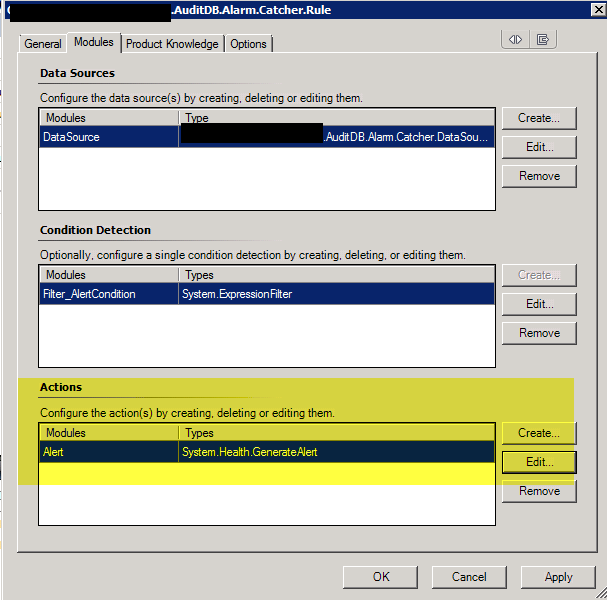 .AuditDB.Alarm.Catcher.Rule
General Modules Product Knowledge Options
Data Sources
Configure the data source(s) by creating, deleting or editing them.
Modules Type Create...
DataSource .AuditDB.Alarm.Catcher.DataSou...
Edit...
Remove
Condition Detection
Optionally, configure a single condition detection by creating, deleting, or editing them.
Modules Types Create...
Filter_AlertCondition System.ExpressionFilter
Edit...
Remove
Actions
Configure the action(s) by creating, deleting or editing them.
Modules Types Create...
Alert System.Health.GenerateAlert
Edit...
Remove
OK Cancel Apply